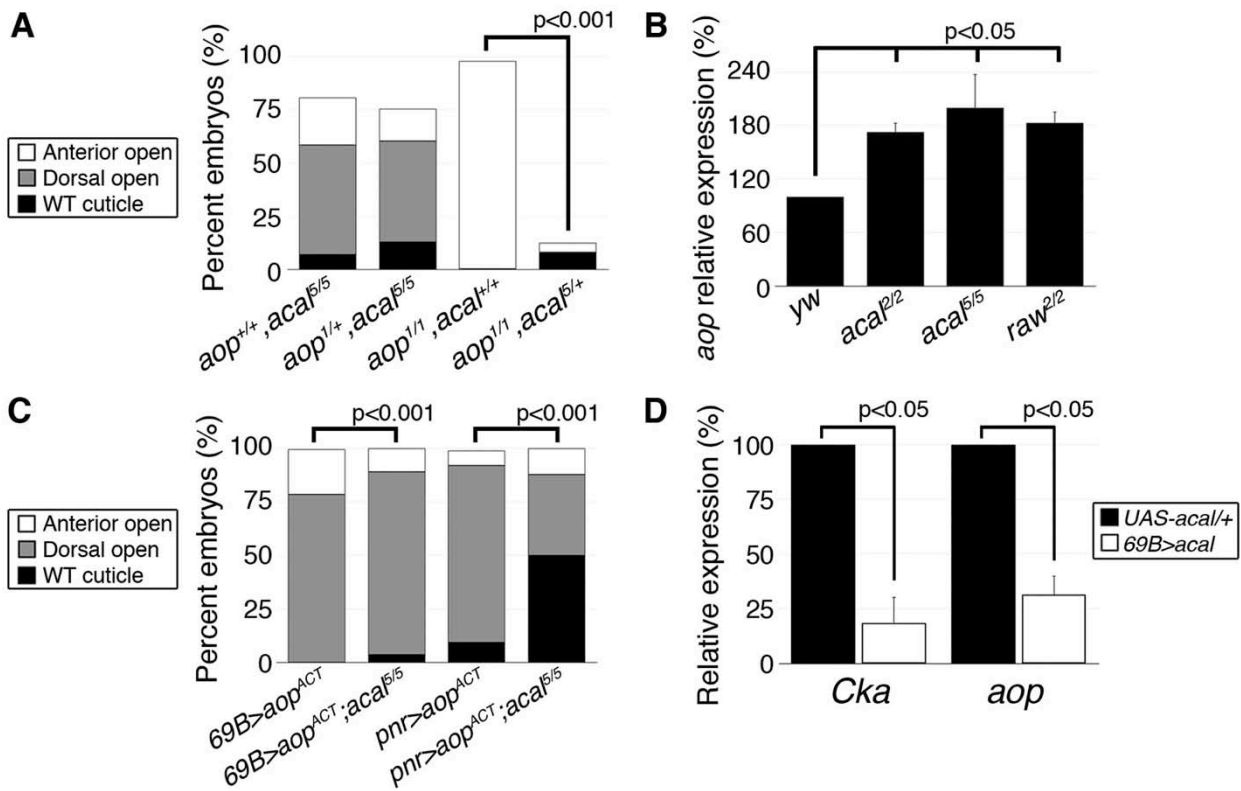 A
p<0.001
Percent embryos (%)
100
75
50
25
0
Anterior open
Dorsal open
WT cuticle
aop+/+,acal5/5
aop1/+,acal5/5
aop1/1,acal+/+
aop1/1,acal5/+
B
p<0.05
aop relative expression (%)
240
180
120
60
0
yw
acal2/2
acal5/5
raw2/2
C
p<0.001
p<0.001
Percent embryos (%)
100
75
50
25
0
Anterior open
Dorsal open
WT cuticle
69B>aopACT
69B>aopACT;acal5/5
pnr>aopACT
pnr>aopACT;acal5/5
D
p<0.05
p<0.05
Relative expression (%)
100
75
50
25
0
Cka
aop
UAS-acal/+
69B>acal